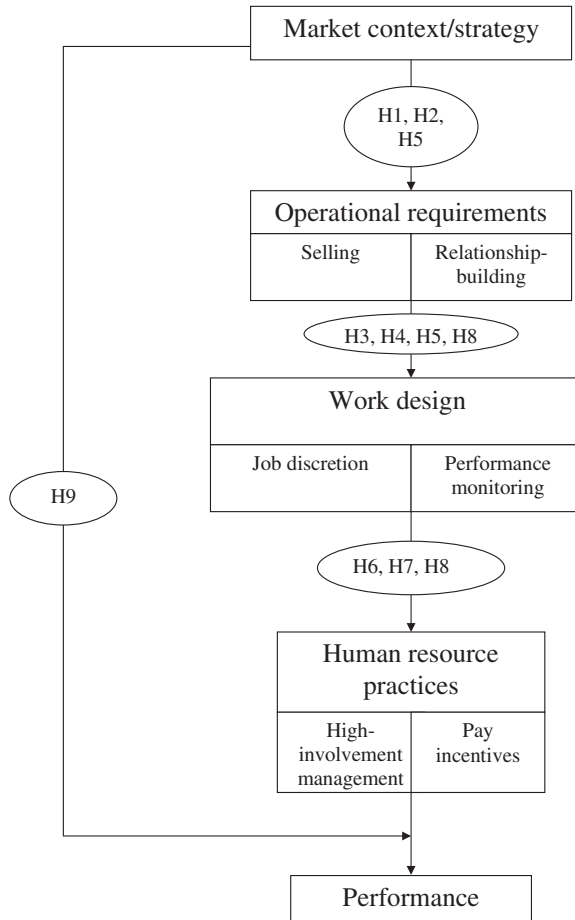 Market context/strategy
H1, H2,
H5
Operational requirements
Selling
Relationship-
building
H3, H4, H5, H8
Work design
Job discretion
Performance
monitoring
H9
H6, H7, H8
Human resource
practices
High-
involvement
management
Pay
incentives
Performance